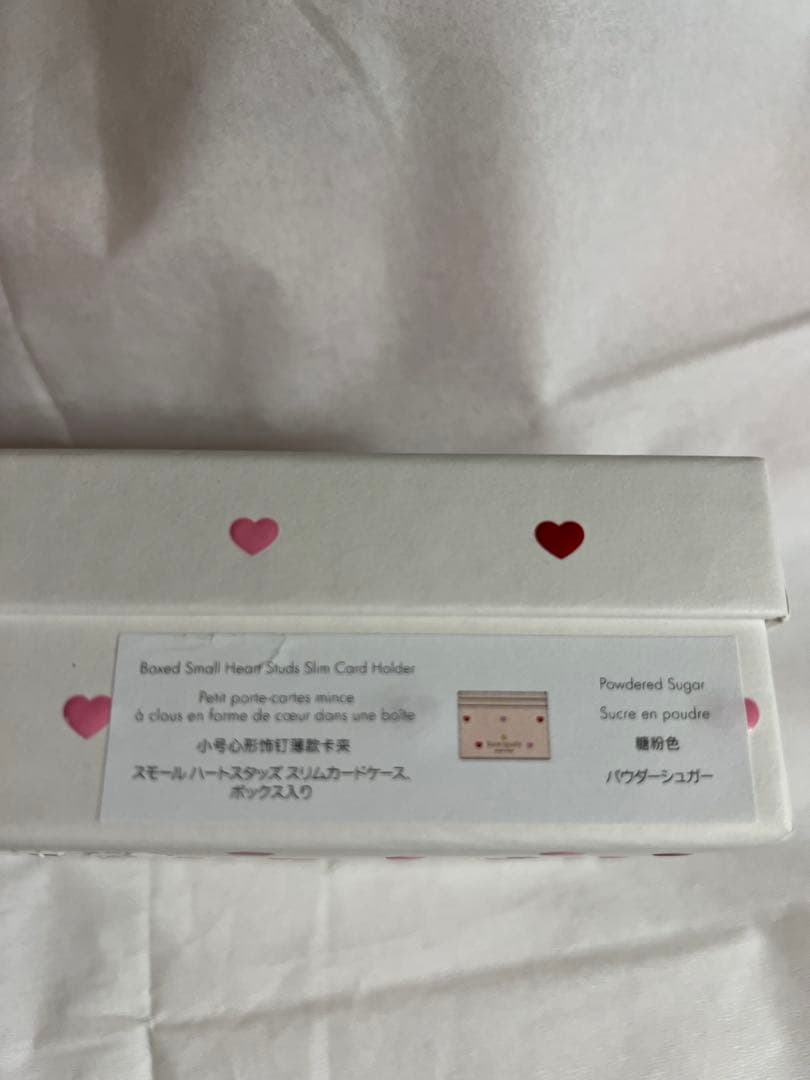 Boxed Small Heart Studs Slim Card Holder
Petit porte-cartes mince
à clous en forme de cœur dans une boîte
小号心形饰钉薄款卡夹
スモール ハートスタッズ スリムカードケース、
ボックス入り
Powdered Sugar
Sucre en poudre
糖粉色
パウダーシュガー